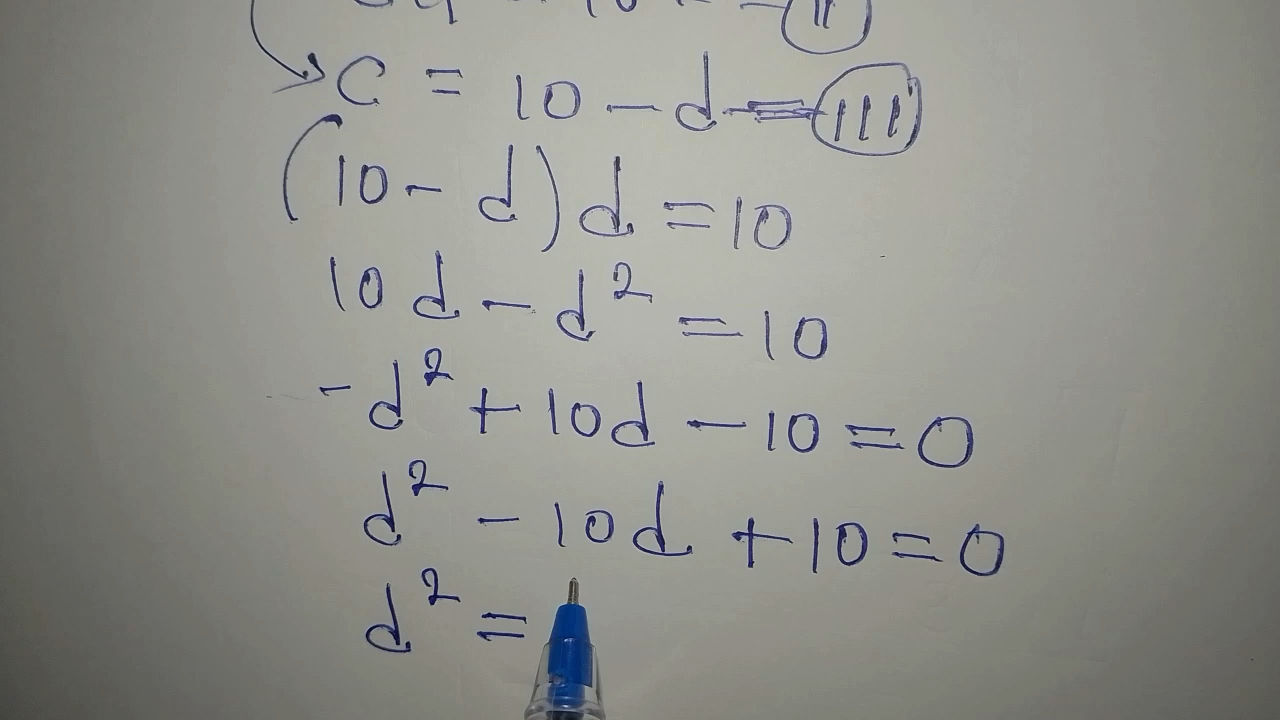 C = 10 - d = III
(10 - d)d = 10
10d - d² = 10
-d² + 10d - 10 = 0
d² - 10d + 10 = 0
d² =